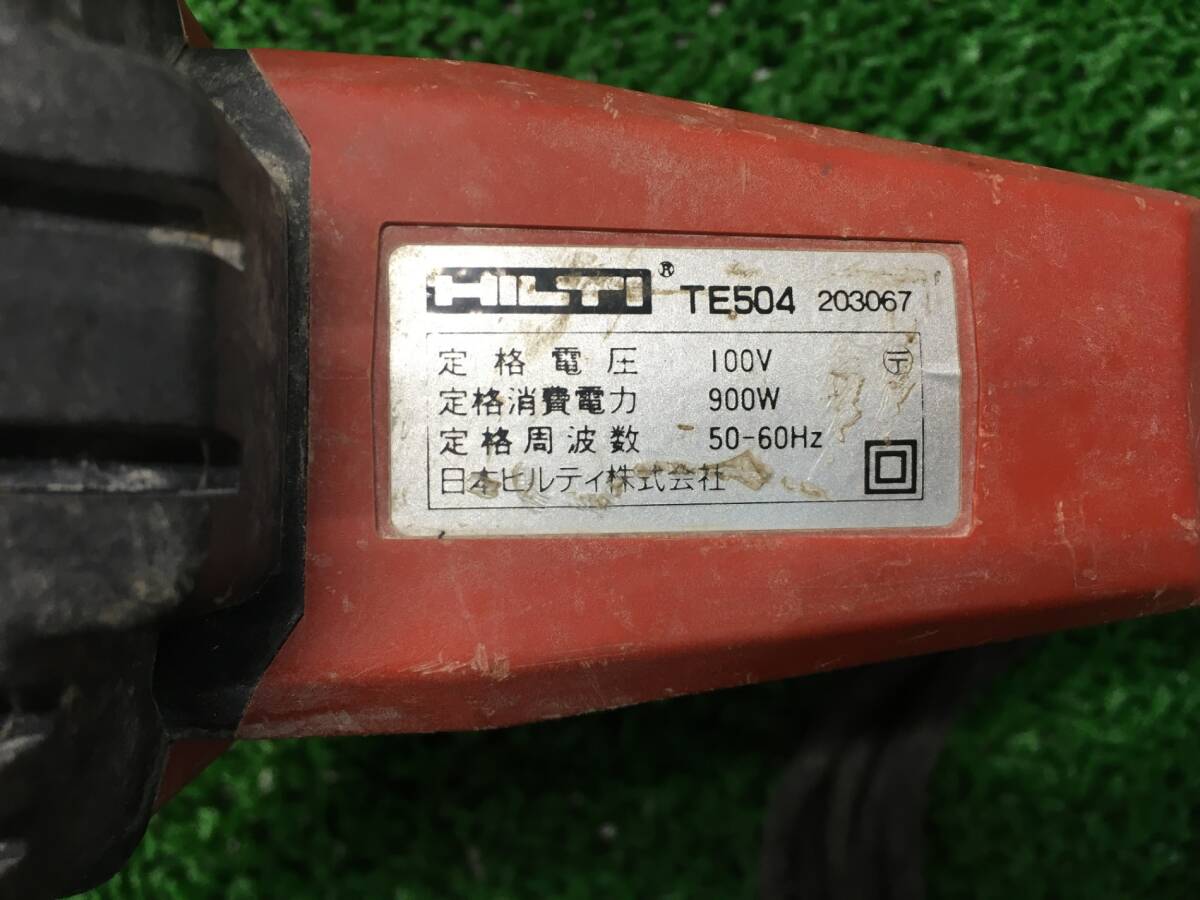 HILTI® TE504 203067
定格電圧 100V 〒
定格消費電力 900W
定格周波数 50-60Hz
日本ヒルティ株式会社